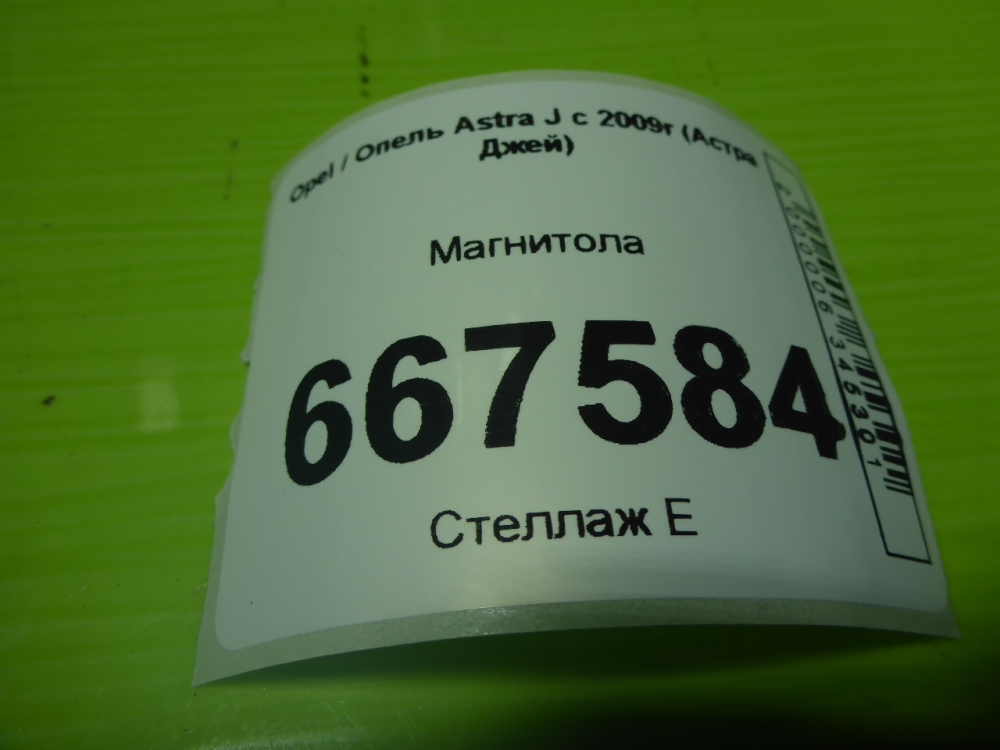 Opel / Опель Astra J с 2009г (Астра
Джей)
Магнитола
667584
Стеллаж E